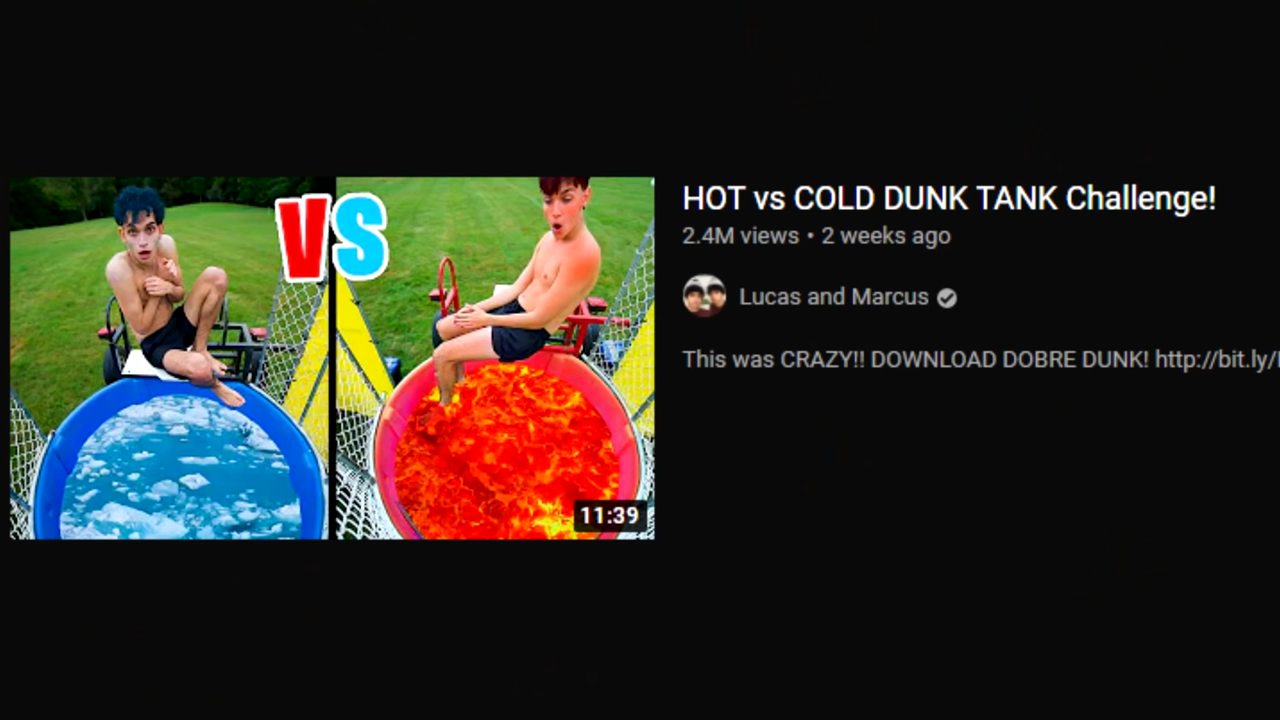 VS
11:39
HOT vs COLD DUNK TANK Challenge!
2.4M views • 2 weeks ago
Lucas and Marcus
This was CRAZY!! DOWNLOAD DOBRE DUNK! http://bit.ly/